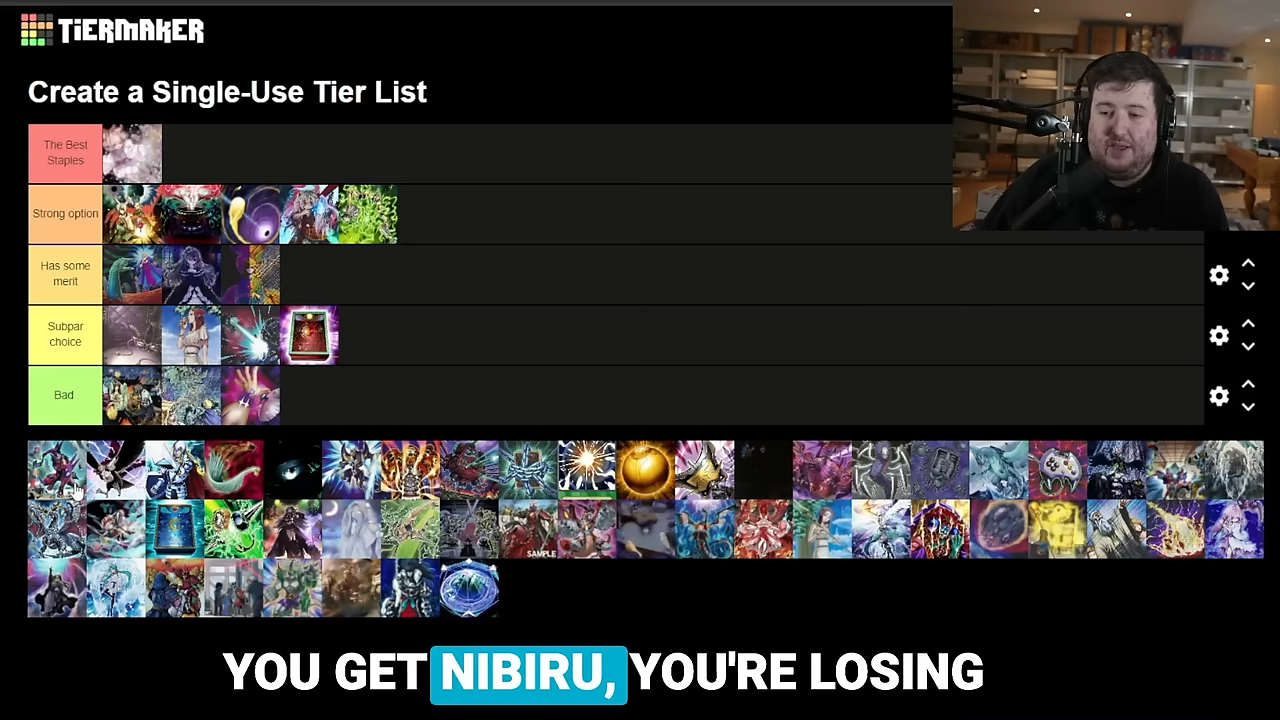 TIERMAKER
Create a Single-Use Tier List
The Best
Staples
Strong option
Has some
merit
Subpar
choice
Bad
SAMPLE
YOU GET NIBIRU, YOU'RE LOSING